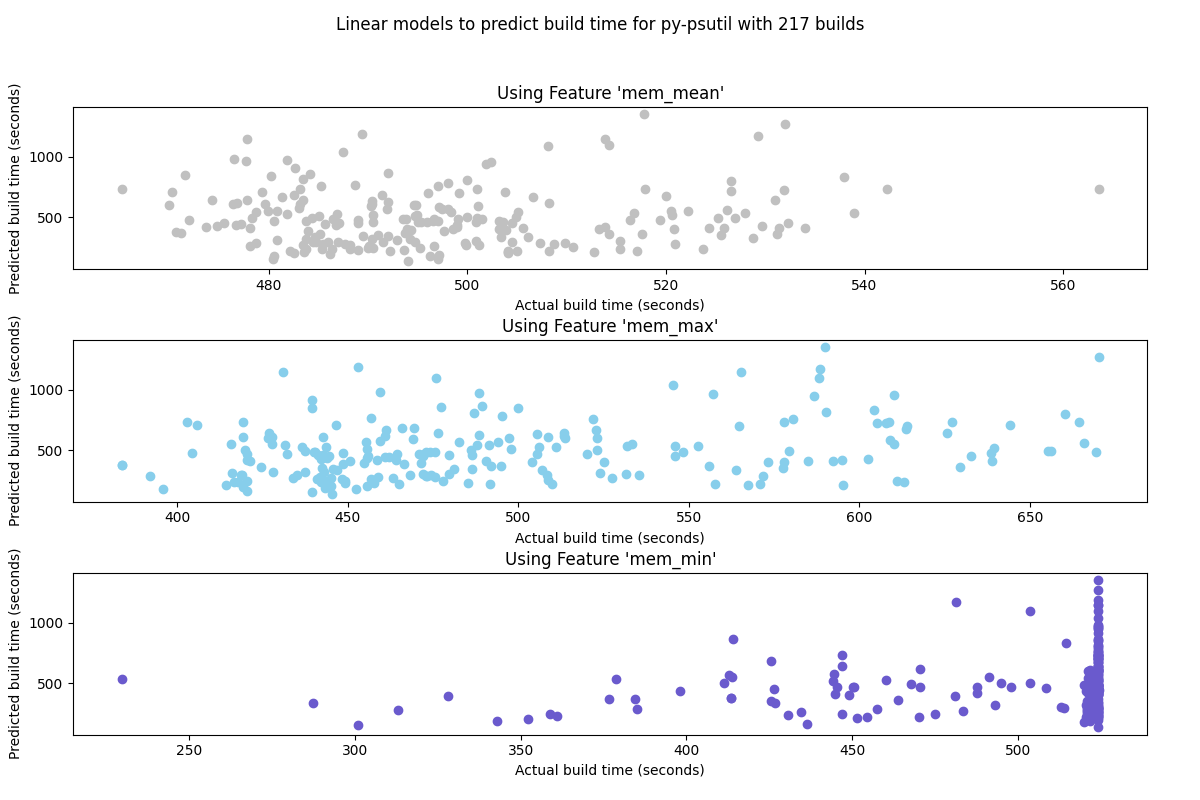 Linear models to predict build time for py-psutil with 217 builds
Using Feature 'mem_mean'
Predicted build time (seconds)
1000
500
480 500 520 540 560
Actual build time (seconds)
Using Feature 'mem_max'
Predicted build time (seconds)
1000
500
400 450 500 550 600 650
Actual build time (seconds)
Using Feature 'mem_min'
Predicted build time (seconds)
1000
500
250 300 350 400 450 500
Actual build time (seconds)